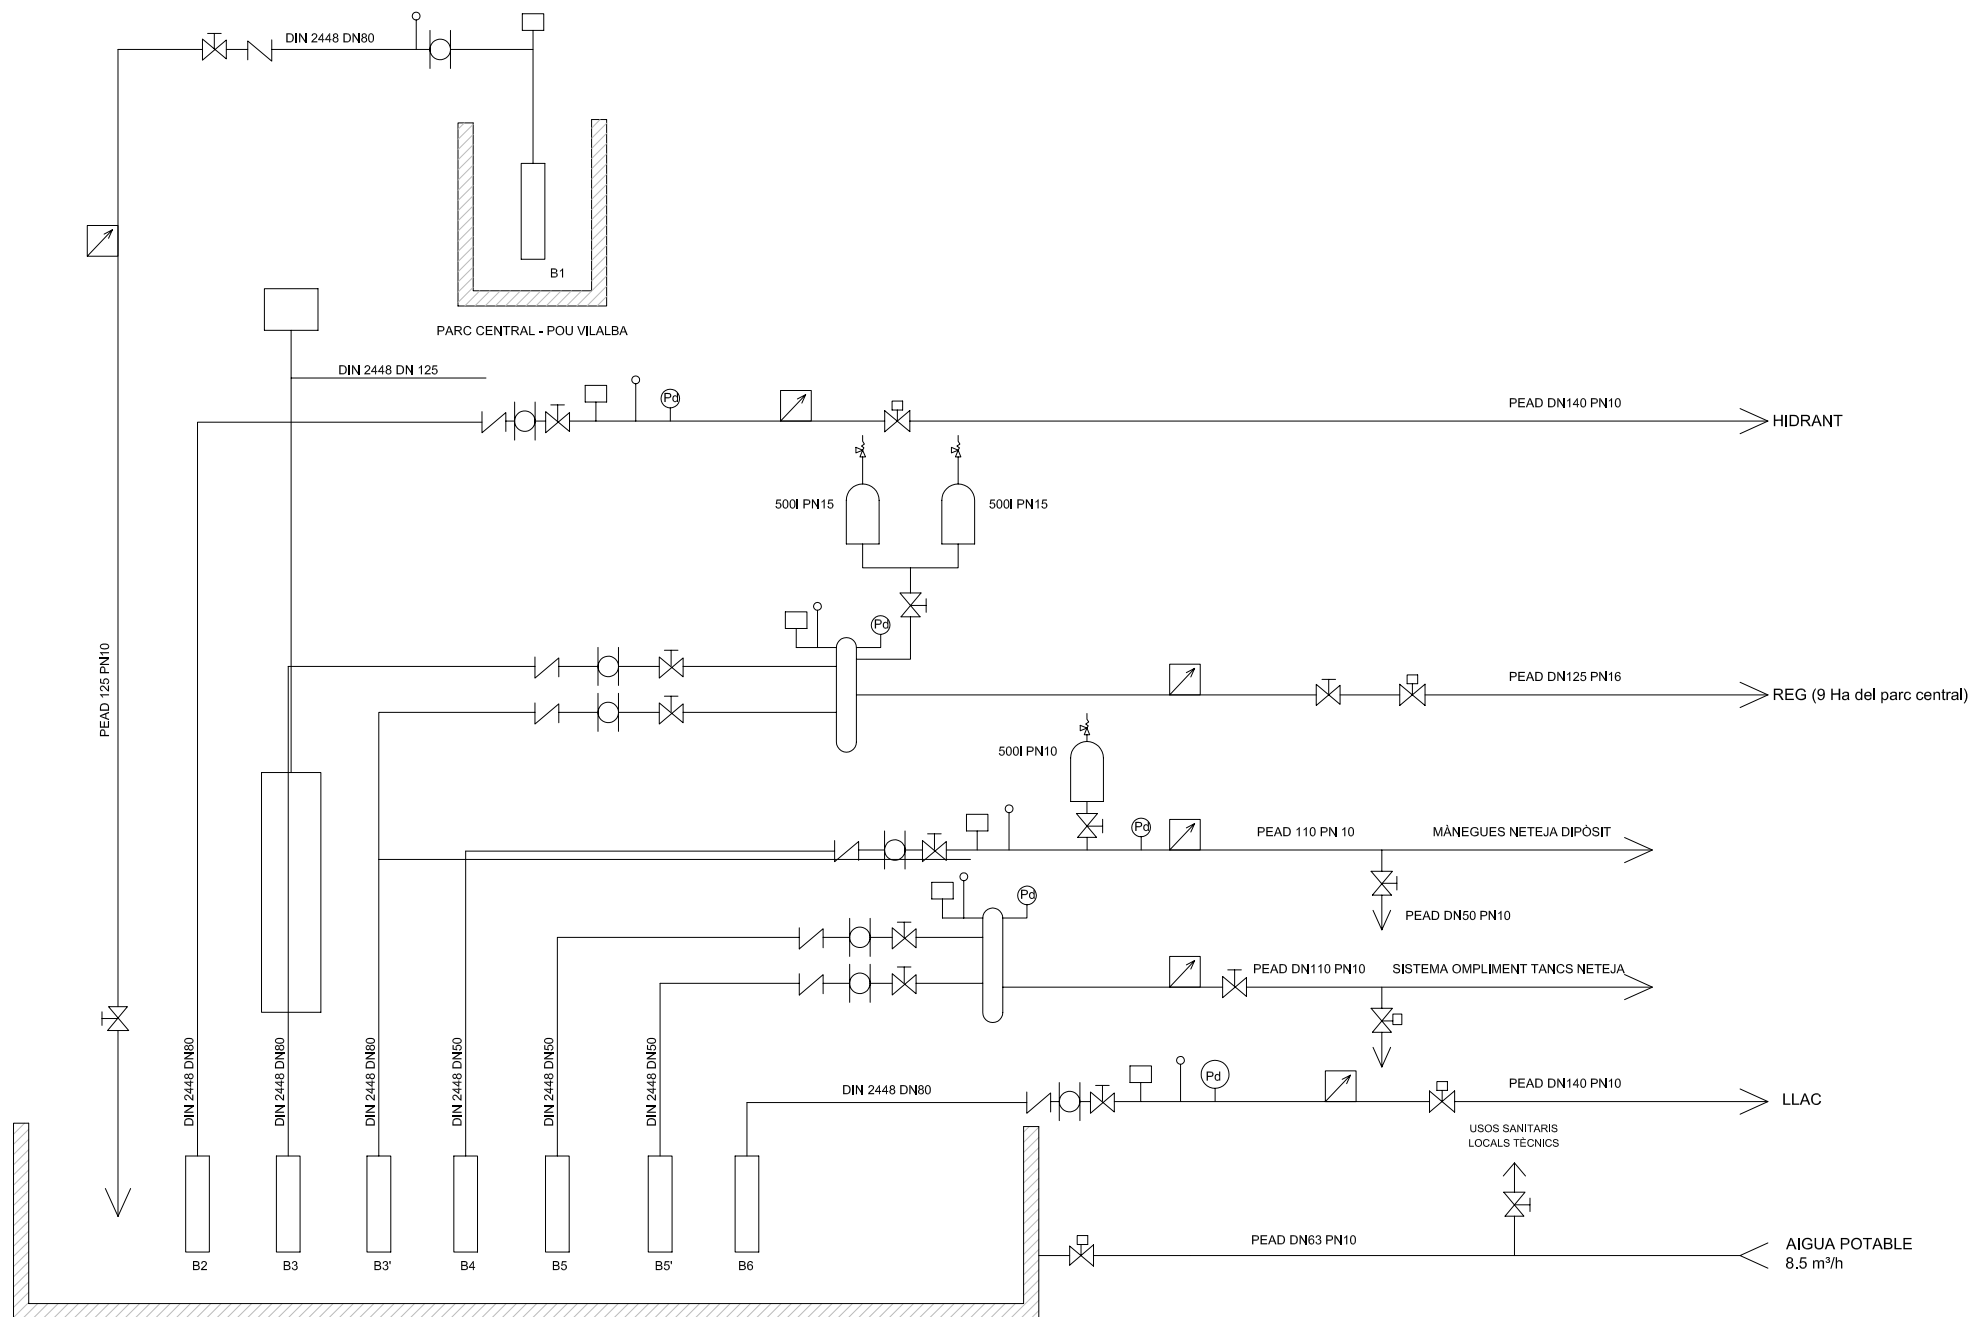 DIN 2448 DN80
B1
PARC CENTRAL - POU VILALBA
DIN 2448 DN 125
Pd
PEAD DN140 PN10
HIDRANT
500l PN15
500l PN15
PEAD 125 PN10
Pd
PEAD DN125 PN16
REG (9 Ha del parc central)
500l PN10
Pd
PEAD 110 PN 10
MÀNEGUES NETEJA DIPÒSIT
Pd
PEAD DN50 PN10
PEAD DN110 PN10
SISTEMA OMPLIMENT TANCS NETEJA
DIN 2448 DN80
DIN 2448 DN80
DIN 2448 DN80
DIN 2448 DN50
DIN 2448 DN50
DIN 2448 DN50
DIN 2448 DN80
Pd
PEAD DN140 PN10
LLAC
USOS SANITARIS
LOCALS TÈCNICS
PEAD DN63 PN10
AIGUA POTABLE
8.5 m³/h
B2
B3
B3'
B4
B5
B5'
B6